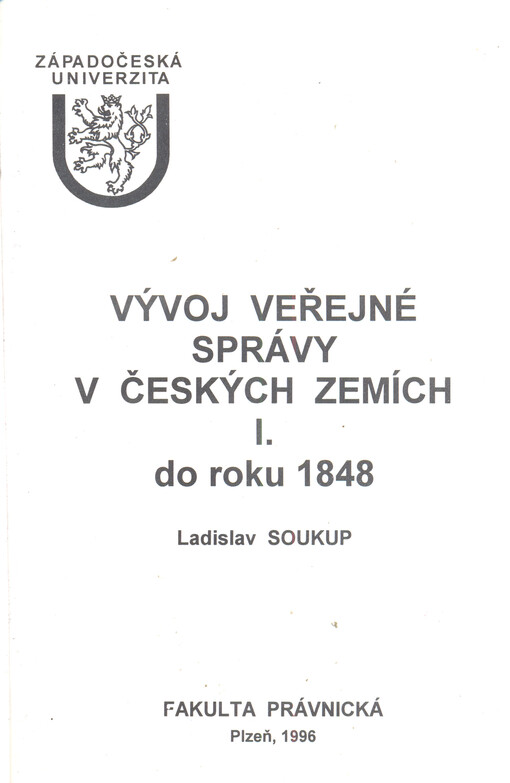 ZÁPADOČESKÁ
UNIVERZITA
VÝVOJ VEŘEJNÉ
SPRÁVY
V ČESKÝCH ZEMÍCH
I.
do roku 1848
Ladislav SOUKUP
FAKULTA PRÁVNICKÁ
Plzeň, 1996